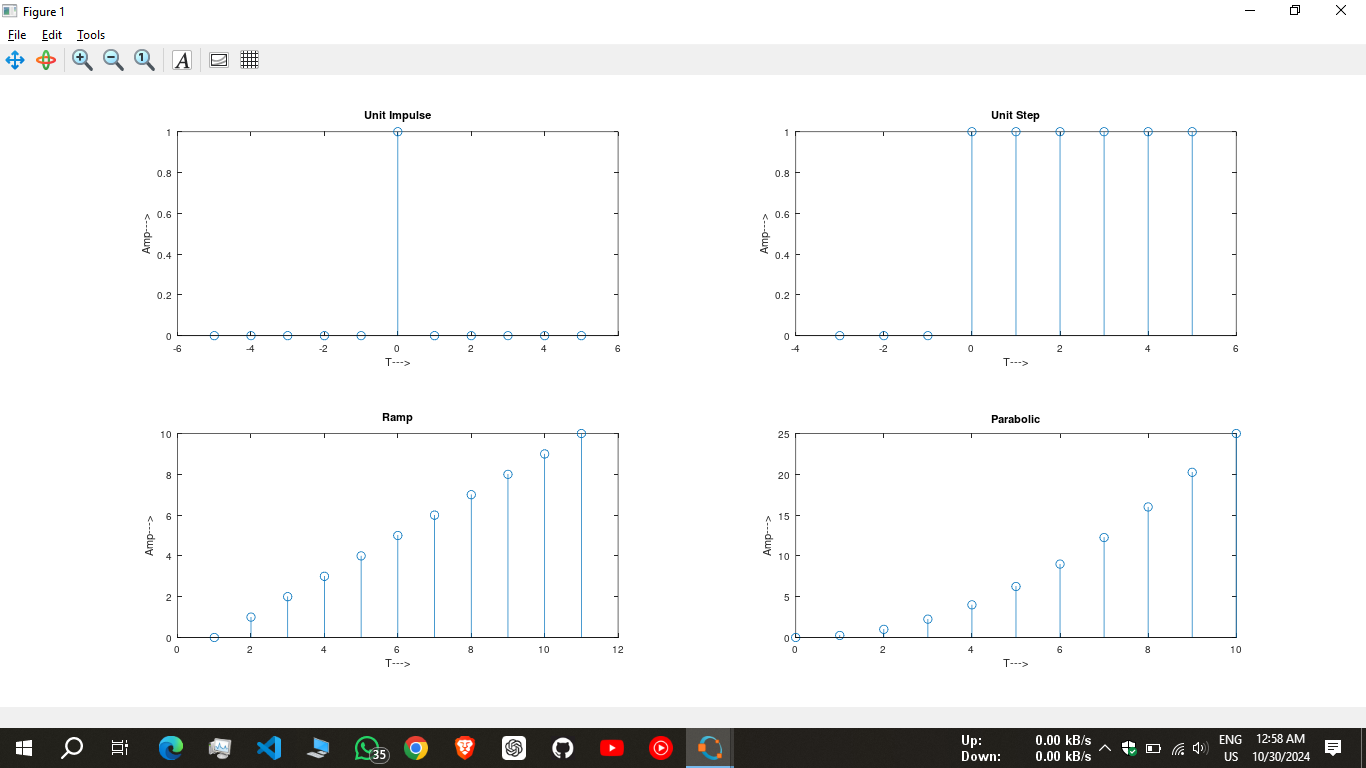 Figure 1
File Edit Tools
Unit Impulse
1
0.8
0.6
0.4
0.2
0
Amp--->
-6 -4 -2 0 2 4 6
T--->
Unit Step
1
0.8
0.6
0.4
0.2
0
Amp--->
-4 -2 0 2 4 6
T--->
Ramp
10
8
6
4
2
0
Amp--->
0 2 4 6 8 10 12
T--->
Parabolic
25
20
15
10
5
0
Amp--->
0 2 4 6 8 10
T--->
35
Up: 0.00 kB/s
Down: 0.00 kB/s
ENG
US
12:58 AM
10/30/2024